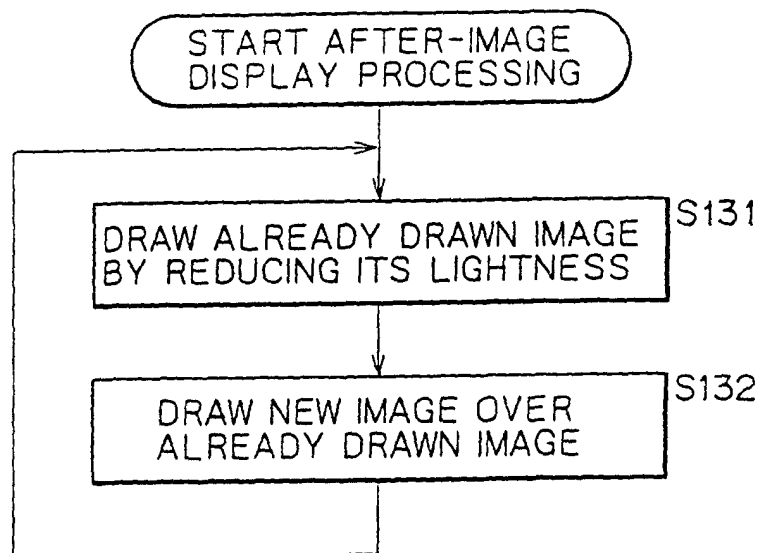 START AFTER-IMAGE
DISPLAY PROCESSING
S131
DRAW ALREADY DRAWN IMAGE
BY REDUCING ITS LIGHTNESS
S132
DRAW NEW IMAGE OVER
ALREADY DRAWN IMAGE